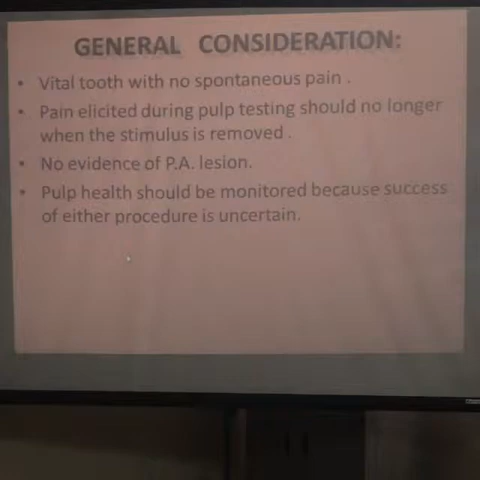 GENERAL CONSIDERATION:
• Vital tooth with no spontaneous pain .
• Pain elicited during pulp testing should no longer
when the stimulus is removed .
• No evidence of P.A. lesion.
• Pulp health should be monitored because success
of either procedure is uncertain.